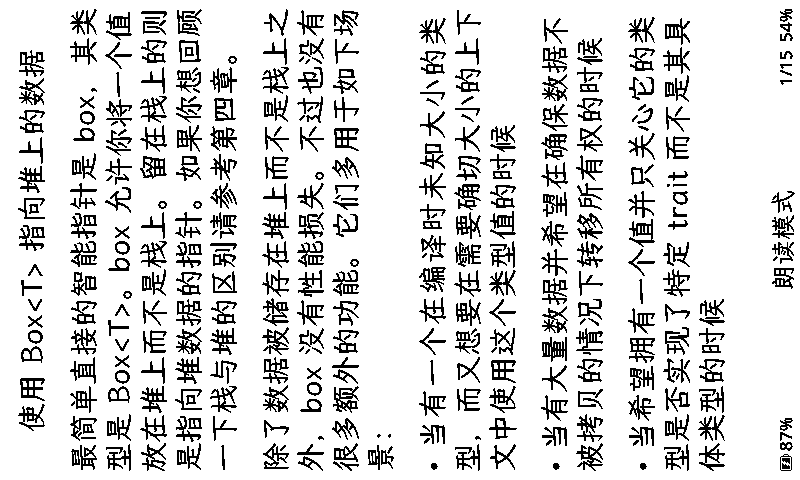 使用 Box<T> 指向堆上的数据
最简单直接的智能指针是 box，其类
型是 Box<T>。box 允许你将一个值
放在堆上而不是栈上。留在栈上的则
是指向堆数据的指针。如果你想回顾
一下栈与堆的区别请参考第四章。
除了数据被储存在堆上而不是栈上之
外，box 没有性能损失。不过也没有
很多额外的功能。它们多用于如下场
景：
• 当有一个在编译时未知大小的类
型，而又想要在需要确切大小的上下
文中使用这个类型值的时候
• 当有大量数据并希望在确保数据不
被拷贝的情况下转移所有权的时候
• 当希望拥有一个值并只关心它的类
型是否实现了特定 trait 而不是其具
体类型的时候
87% 朗读模式 1/15 54%